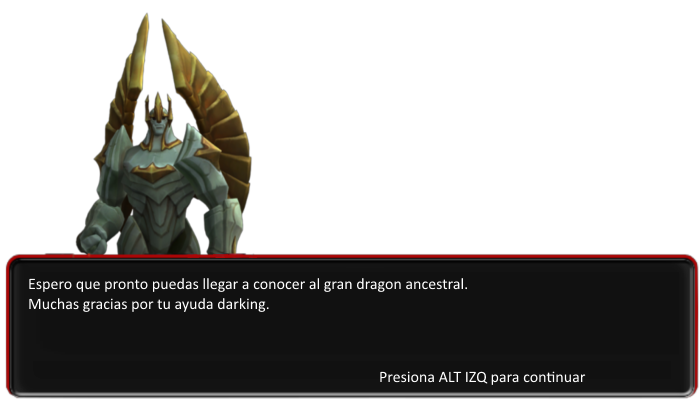 Espero que pronto puedas llegar a conocer al gran dragon ancestral.
Muchas gracias por tu ayuda darking.
Presiona ALT IZQ para continuar